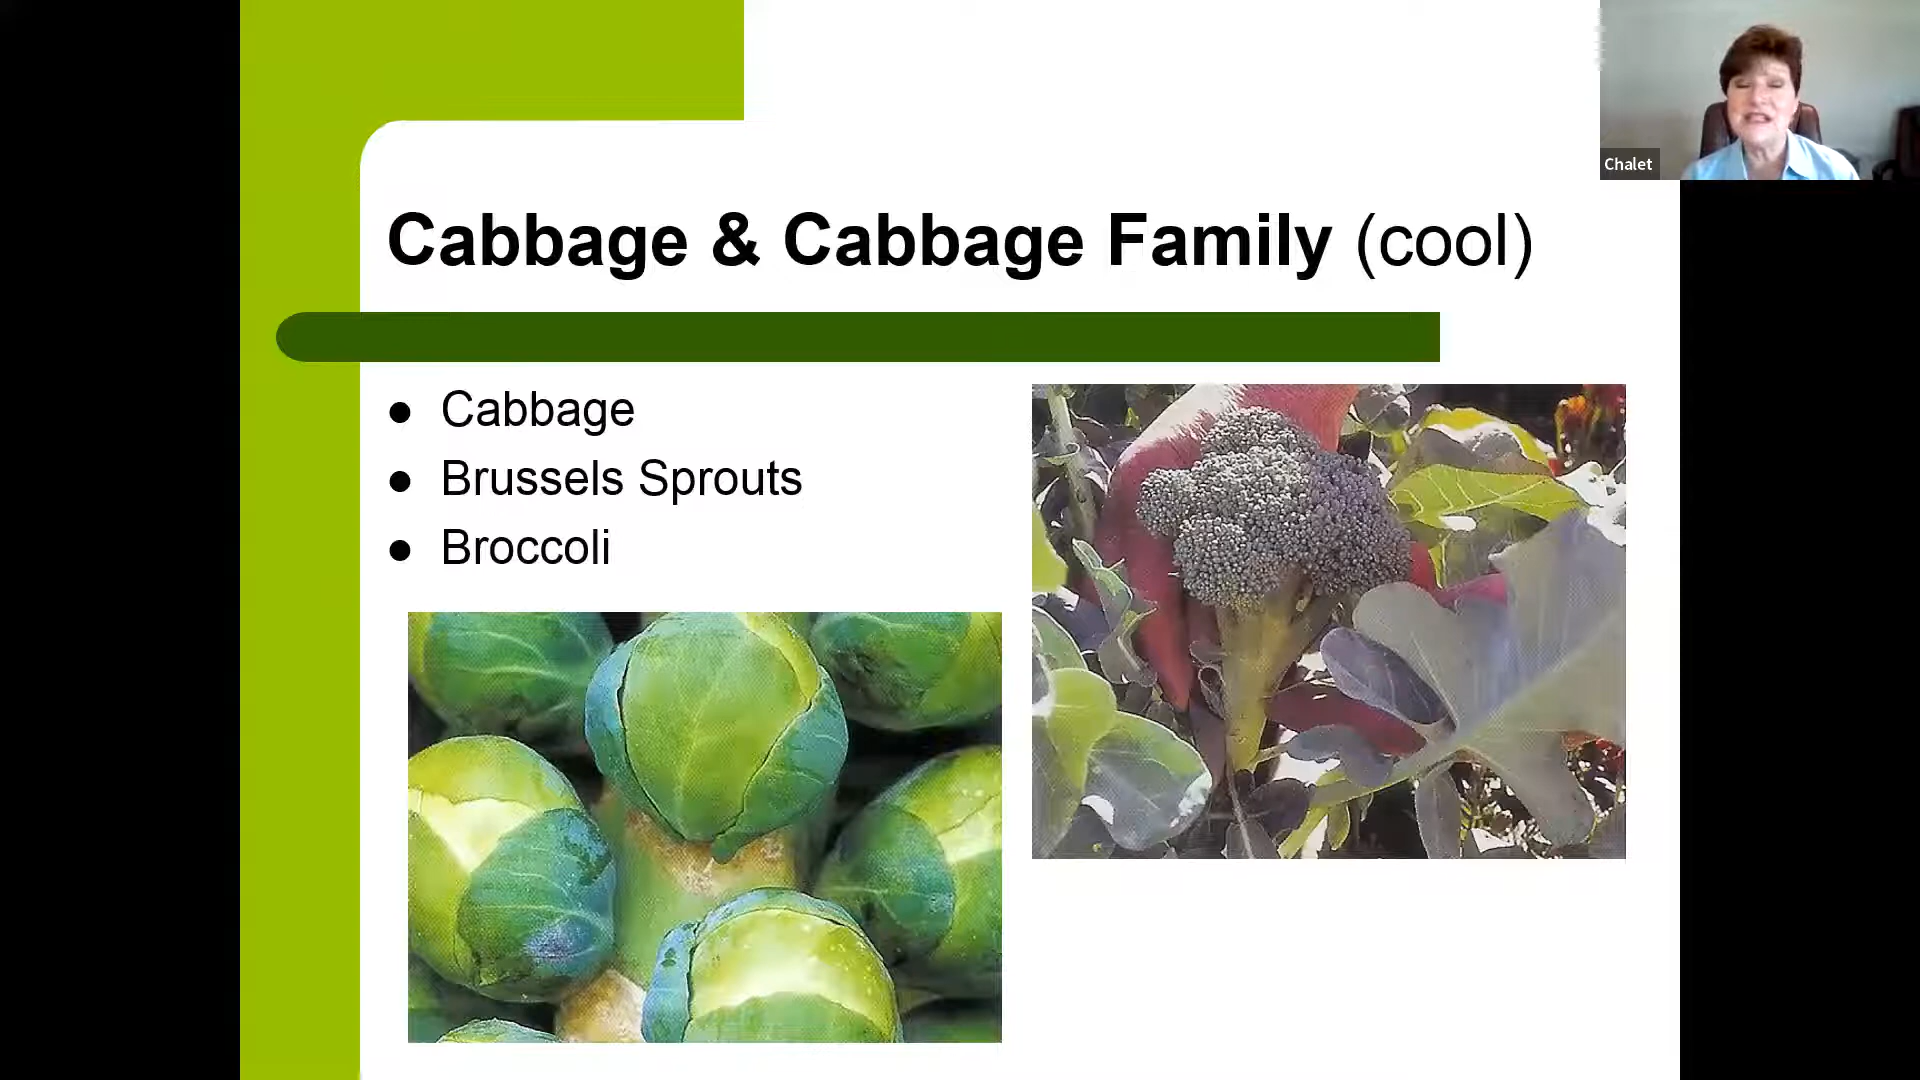 Chalet
Cabbage & Cabbage Family (cool)
● Cabbage
● Brussels Sprouts
● Broccoli